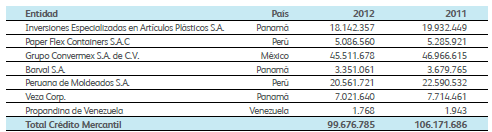 Entidad País 2012 2011
Inversiones Especializadas en Artículos Plásticos S.A. Panamá 18.142.357 19.932.449
Paper Flex Containers S.A.C Perú 5.086.560 5.285.921
Grupo Convermex S.A. de C.V. México 45.511.678 46.966.615
Barval S.A. Panamá 3.351.061 3.679.765
Peruana de Moldeados S.A. Perú 20.561.721 22.590.532
Veza Corp. Panamá 7.021.640 7.714.461
Propandina de Venezuela Venezuela 1.768 1.943
Total Crédito Mercantil 99.676.785 106.171.686